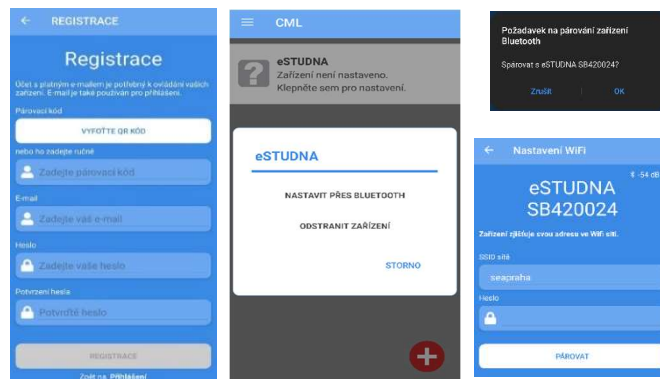 REGISTRACE
Registrace
Účet s platným e-mailem je potřebný k ovládání vašich
zařízení. E-mail je také používán pro přihlášení.
Párovací kód
VYFOŤTE QR KÓD
nebo ho zadejte ručně
Zadejte párovací kód
E-mail
Zadejte váš e-mail
Heslo
Zadejte vaše heslo
Potvrzení hesla
Potvrďte heslo
REGISTRACE
Zpět na Přihlášení
CML
eSTUDNA
Zařízení není nastaveno.
Klepněte sem pro nastavení.
eSTUDNA
NASTAVIT PŘES BLUETOOTH
ODSTRANIT ZAŘÍZENÍ
STORNO
Požadavek na párování zařízení
Bluetooth
Spárovat s eSTUDNA SB420024?
Zrušit
OK
Nastavení WiFi
-54 dB
eSTUDNA
SB420024
Zařízení zjišťuje svou adresu ve Wifi síti.
SSID sítě
seapraha
Heslo
PÁROVAT